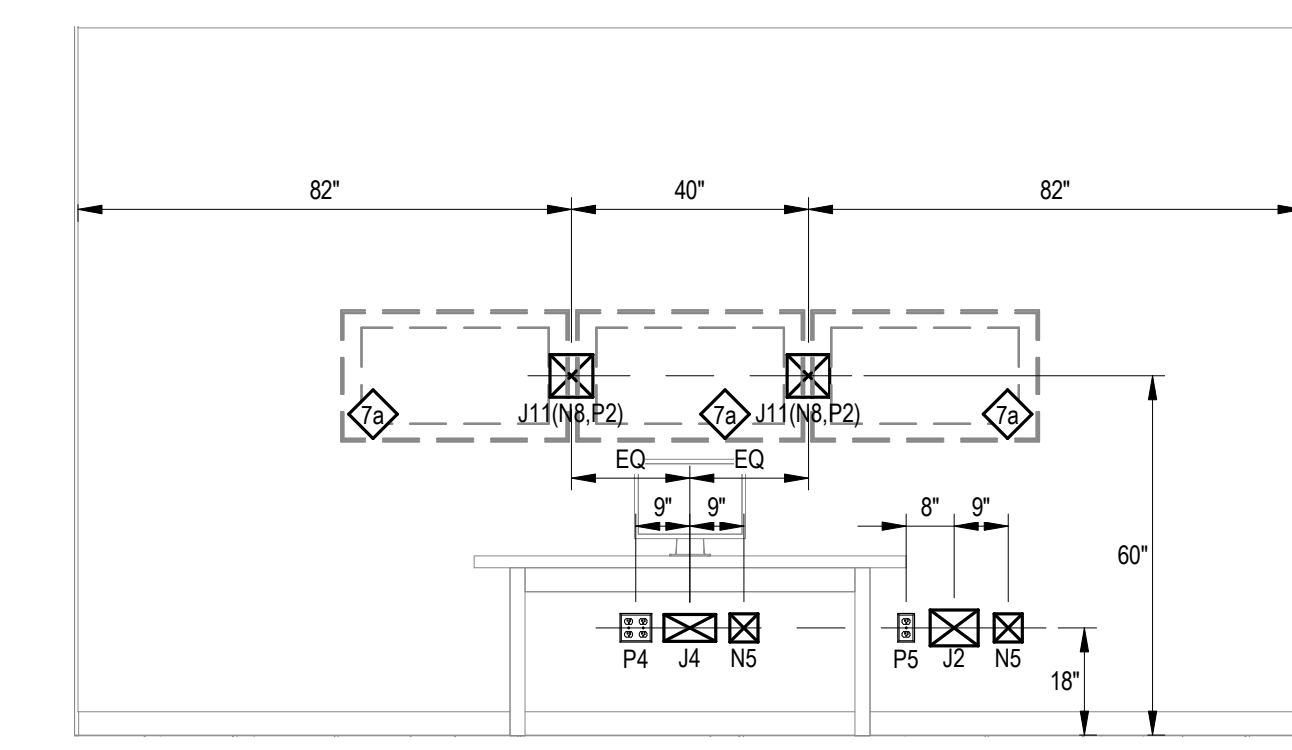 82" 40" 82"
7a J11(N8,P2) 7a J11(N8,P2) 7a
EQ EQ
9" 9" 8" 9"
60"
P4 J4 N5 P5 J2 N5
18"